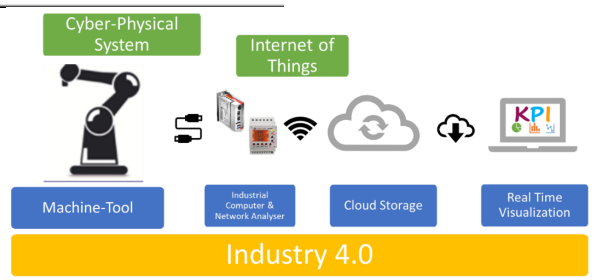 Cyber-Physical
System
Internet of
Things
KPI
Machine-Tool
Industrial
Computer &
Network Analyser
Cloud Storage
Real Time
Visualization
Industry 4.0